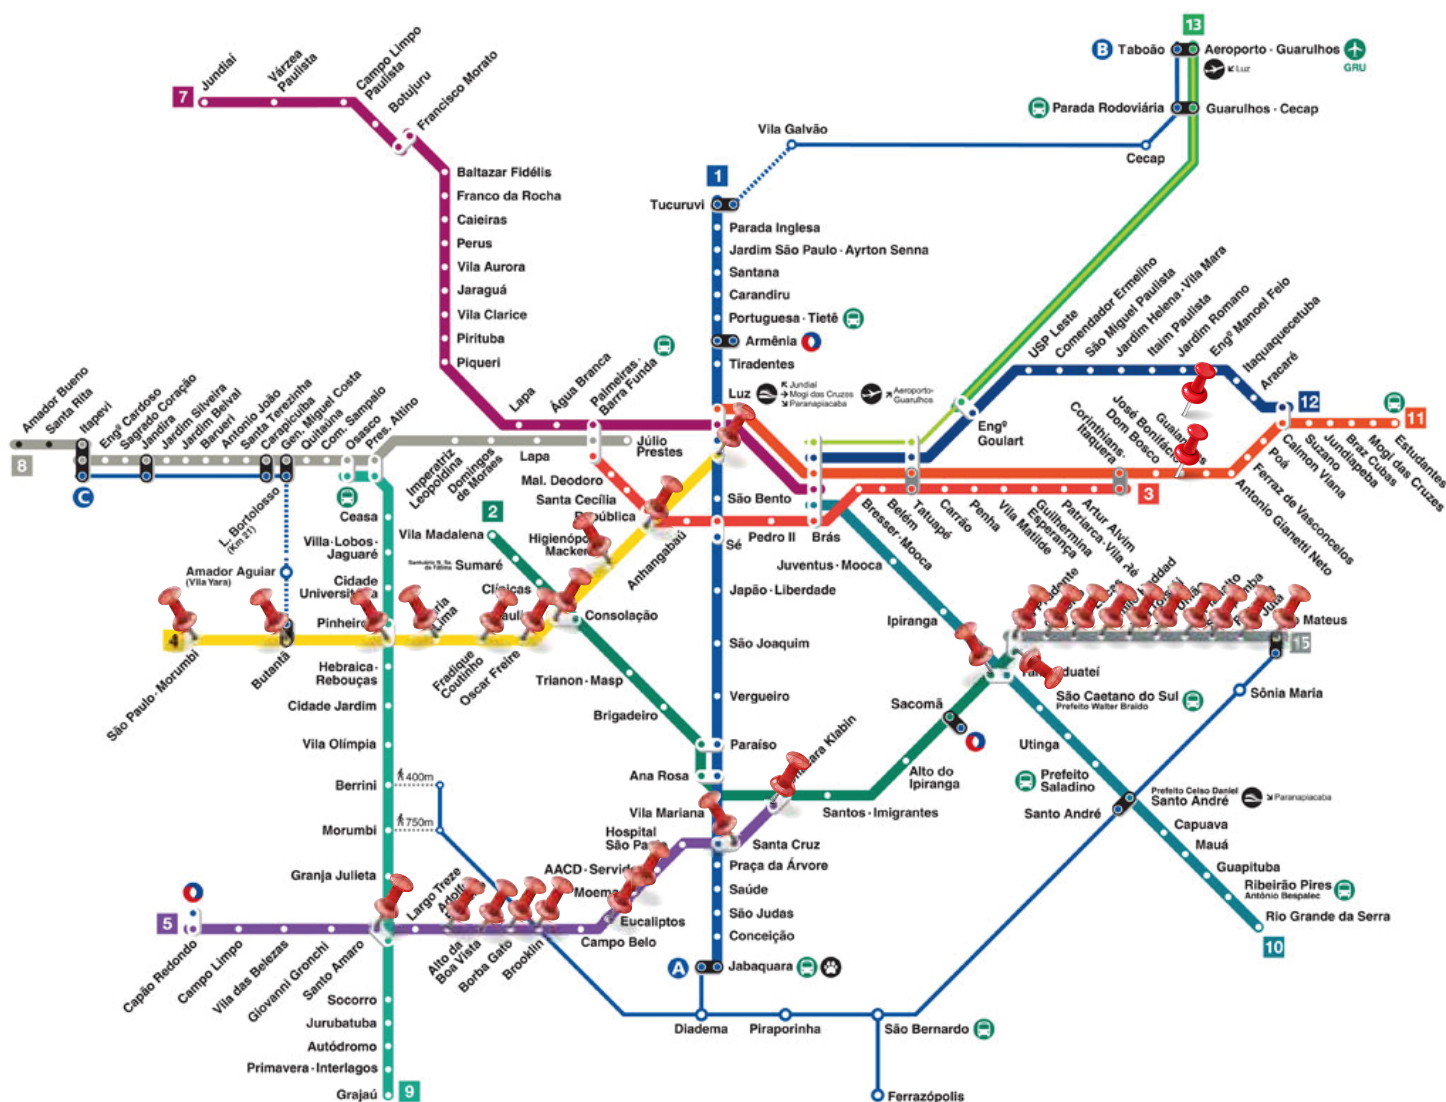 13
B Taboão
Aeroporto · Guarulhos
GRU
Luz
Parada Rodoviária
Guarulhos · Cecap
Vila Galvão
Cecap
7
Jundiaí
Várzea
Paulista
Campo Limpo
Paulista
Botujuru
Francisco Morato
Baltazar Fidélis
Franco da Rocha
Caieiras
Perus
Vila Aurora
Jaraguá
Vila Clarice
Pirituba
Piqueri
Lapa
Água Branca
Palmeiras ·
Barra Funda
1
Tucuruvi
Parada Inglesa
Jardim São Paulo · Ayrton Senna
Santana
Carandiru
Portuguesa · Tietê
Armênia
Tiradentes
Luz
Jundiaí
Mogi das Cruzes
Paranapiacaba
Aeroporto-
Guarulhos
USP Leste
Comendador Ermelino
São Miguel Paulista
Jardim Helena · Vila Mara
Itaim Paulista
Jardim Romano
Engº Manoel Feio
Itaquaquecetuba
Aracaré
12
11
Engº
Goulart
Corinthians-
Itaquera
Dom Bosco
José Bonifácio
Calmon Viana
Suzano
Jundiapeba
Braz Cubas
Mogi das Cruzes
Estudantes
Poá
Ferraz de Vasconcelos
Antonio Gianetti Neto
Amador Bueno
Santa Rita
Itapevi
Engº Cardoso
Sagrado Coração
Jandira
Jardim Silveira
Jardim Belval
Barueri
Antonio João
Santa Terezinha
Carapicuíba
Gen. Miguel Costa
Quitaúna
Com. Sampaio
Osasco
Pres. Altino
8
C
Imperatriz
Leopoldina
Domingos
de Moraes
Lapa
Júlio
Prestes
Mal. Deodoro
Santa Cecília
República
Anhangabaú
São Bento
Sé
Pedro II
Brás
Bresser-Mooca
Belém
Tatuapé
Carrão
Penha
Vila Matilde
Guilhermina
Esperança
Patriarca-Vila Ré
Artur Alvim
3
L. Bortolosso
(Km 21)
Amador Aguiar
(Vila Yara)
Ceasa
Villa-Lobos-
Jaguaré
Cidade
Universitária
Pinheiros
Hebraica-
Rebouças
Cidade Jardim
Vila Olímpia
Berrini
400m
Morumbi
750m
Granja Julieta
Socorro
Jurubatuba
Autódromo
Primavera · Interlagos
Grajaú
9
4
São Paulo · Morumbi
Butantã
Lima
Fradique
Coutinho
Oscar Freire
2
Vila Madalena
Santuário N. Sa.
de Fátima
Sumaré
Clínicas
Consolação
Trianon · Masp
Brigadeiro
Paraíso
Ana Rosa
Vila Mariana
Japão · Liberdade
São Joaquim
Vergueiro
Santa Cruz
Praça da Árvore
Saúde
São Judas
Conceição
A
Jabaquara
Santos · Imigrantes
Alto do
Ipiranga
Sacomã
Juventus · Mooca
Ipiranga
Mateus
15
São Caetano do Sul
Prefeito Walter Braido
Utinga
Prefeito
Saladino
Prefeito Celso Daniel
Santo André
Paranapiacaba
Santo André
Sônia Maria
Capuava
Mauá
Guapituba
Ribeirão Pires
Antônio Bespalec
Rio Grande da Serra
10
5
Capão Redondo
Campo Limpo
Vila das Belezas
Giovanni Gronchi
Santo Amaro
Largo Treze
Alto da
Boa Vista
Borba Gato
Brooklin
Campo Belo
Eucaliptos
Moema
Hospital
Diadema
Piraporinha
São Bernardo
Ferrazópolis